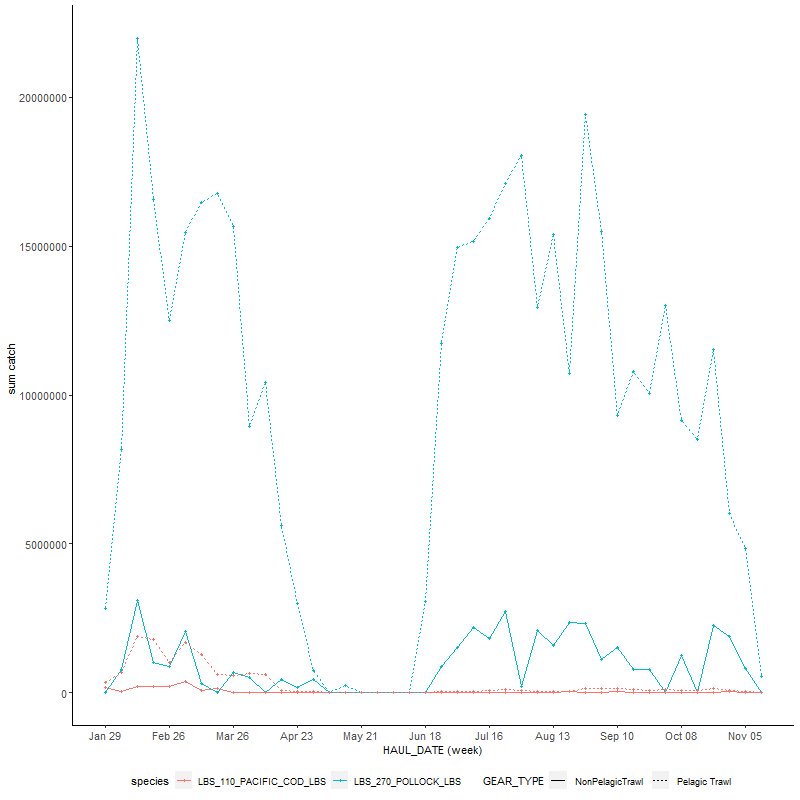 sum catch
20000000
15000000
10000000
5000000
0
Jan 29 Feb 26 Mar 26 Apr 23 May 21 Jun 18 Jul 16 Aug 13 Sep 10 Oct 08 Nov 05
HAUL_DATE (week)
species LBS_110_PACIFIC_COD_LBS LBS_270_POLLOCK_LBS GEAR_TYPE NonPelagicTrawl Pelagic Trawl